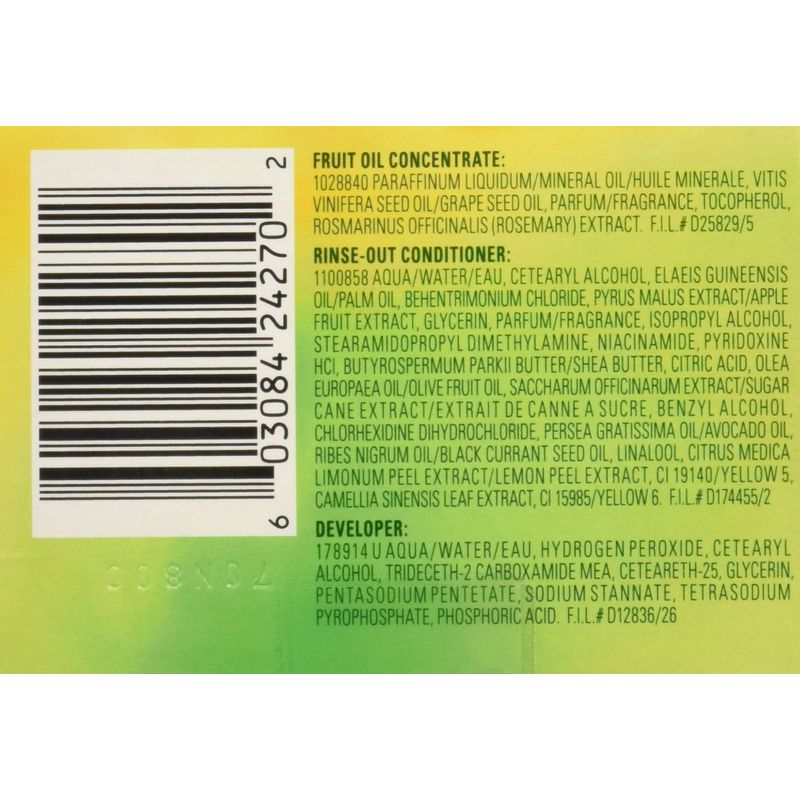 FRUIT OIL CONCENTRATE:
1028840 PARAFFINUM LIQUIDUM/MINERAL OIL/HUILE MINERALE, VITIS
VINIFERA SEED OIL/GRAPE SEED OIL, PARFUM/FRAGRANCE, TOCOPHEROL,
ROSMARINUS OFFICINALIS (ROSEMARY) EXTRACT. F.I.L.# D25829/5
RINSE-OUT CONDITIONER:
1100858 AQUA/WATER/EAU, CETEARYL ALCOHOL, ELAEIS GUINEENSIS
OIL/PALM OIL, BEHENTRIMONIUM CHLORIDE, PYRUS MALUS EXTRACT/APPLE
FRUIT EXTRACT, GLYCERIN, PARFUM/FRAGRANCE, ISOPROPYL ALCOHOL,
STEARAMIDOPROPYL DIMETHYLAMINE, NIACINAMIDE, PYRIDOXINE
HCI, BUTYROSPERMUM PARKII BUTTER/SHEA BUTTER, CITRIC ACID, OLEA
EUROPAEA OIL/OLIVE FRUIT OIL, SACCHARUM OFFICINARUM EXTRACT/SUGAR
CANE EXTRACT/EXTRAIT DE CANNE A SUCRE, BENZYL ALCOHOL,
CHLORHEXIDINE DIHYDROCHLORIDE, PERSEA GRATISSIMA OIL/AVOCADO OIL,
RIBES NIGRUM OIL/BLACK CURRANT SEED OIL, LINALOOL, CITRUS MEDICA
LIMONUM PEEL EXTRACT/LEMON PEEL EXTRACT, CI 19140/YELLOW 5,
CAMELLIA SINENSIS LEAF EXTRACT, CI 15985/YELLOW 6. F.I.L.# D174455/2
DEVELOPER:
178914 U AQUA/WATER/EAU, HYDROGEN PEROXIDE, CETEARYL
ALCOHOL, TRIDECETH-2 CARBOXAMIDE MEA, CETEARETH-25, GLYCERIN,
PENTASODIUM PENTETATE, SODIUM STANNATE, TETRASODIUM
PYROPHOSPHATE, PHOSPHORIC ACID. F.I.L.# D12836/26
6 03084 24270 2